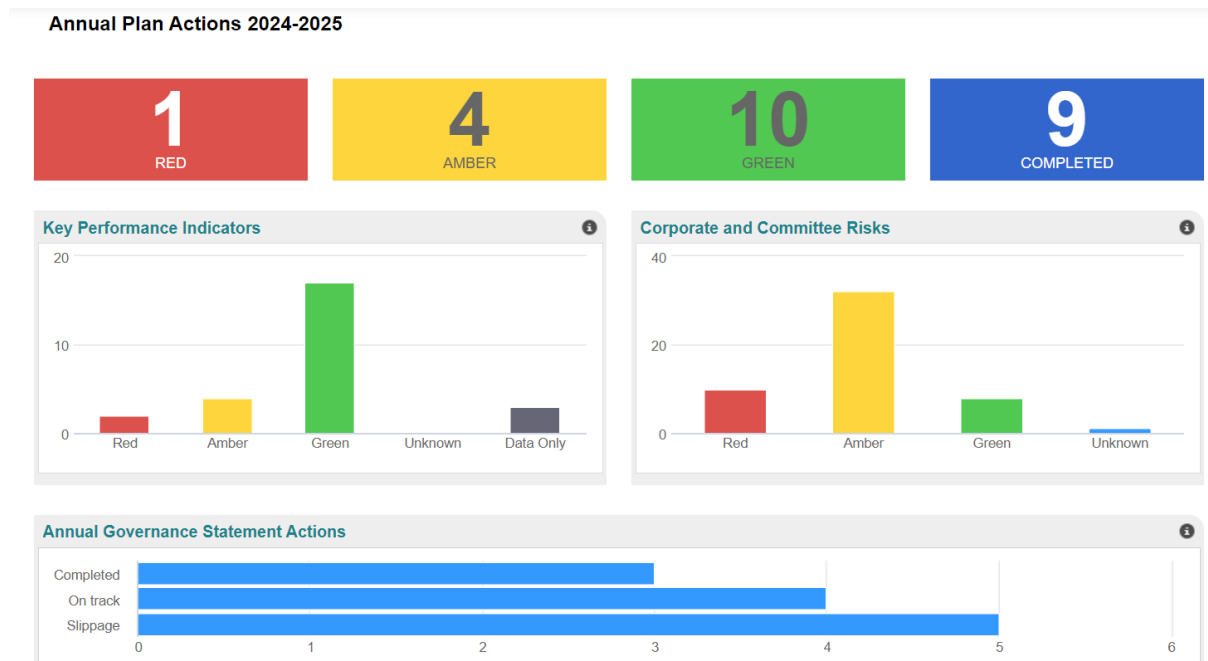 Annual Plan Actions 2024-2025
1
RED
4
AMBER
10
GREEN
9
COMPLETED
Key Performance Indicators
20
10
0
Red Amber Green Unknown Data Only
Corporate and Committee Risks
40
20
0
Red Amber Green Unknown
Annual Governance Statement Actions
Completed
On track
Slippage
0 1 2 3 4 5 6